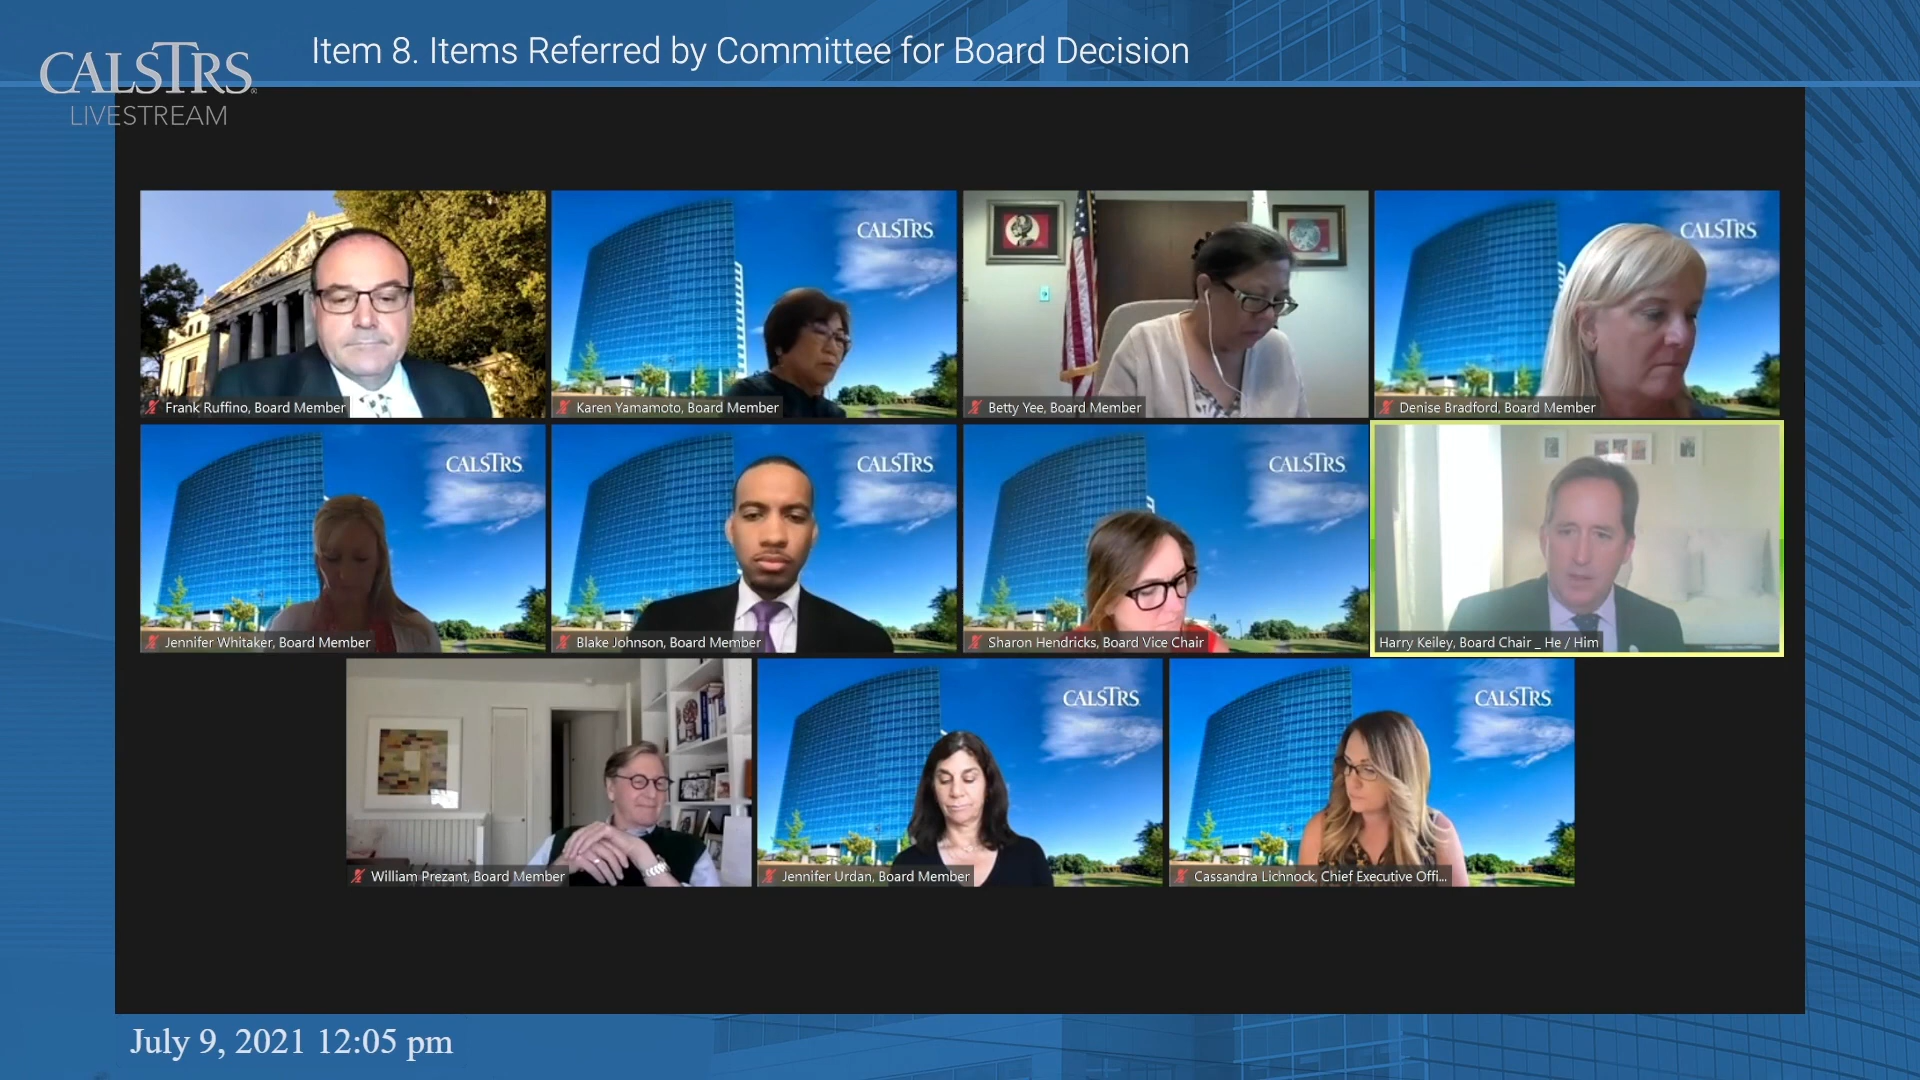 Item 8. Items Referred by Committee for Board Decision
CALSTRS®
LIVESTREAM
CALSTRS
CALSTRS
Frank Ruffino, Board Member
Karen Yamamoto, Board Member
Betty Yee, Board Member
Denise Bradford, Board Member
CALSTRS
CALSTRS
CALSTRS
Jennifer Whitaker, Board Member
Blake Johnson, Board Member
Sharon Hendricks, Board Vice Chair
Harry Keiley, Board Chair _ He / Him
CALSTRS
CALSTRS
William Prezant, Board Member
Jennifer Urdan, Board Member
Cassandra Lichnock, Chief Executive Offi...
July 9, 2021 12:05 pm